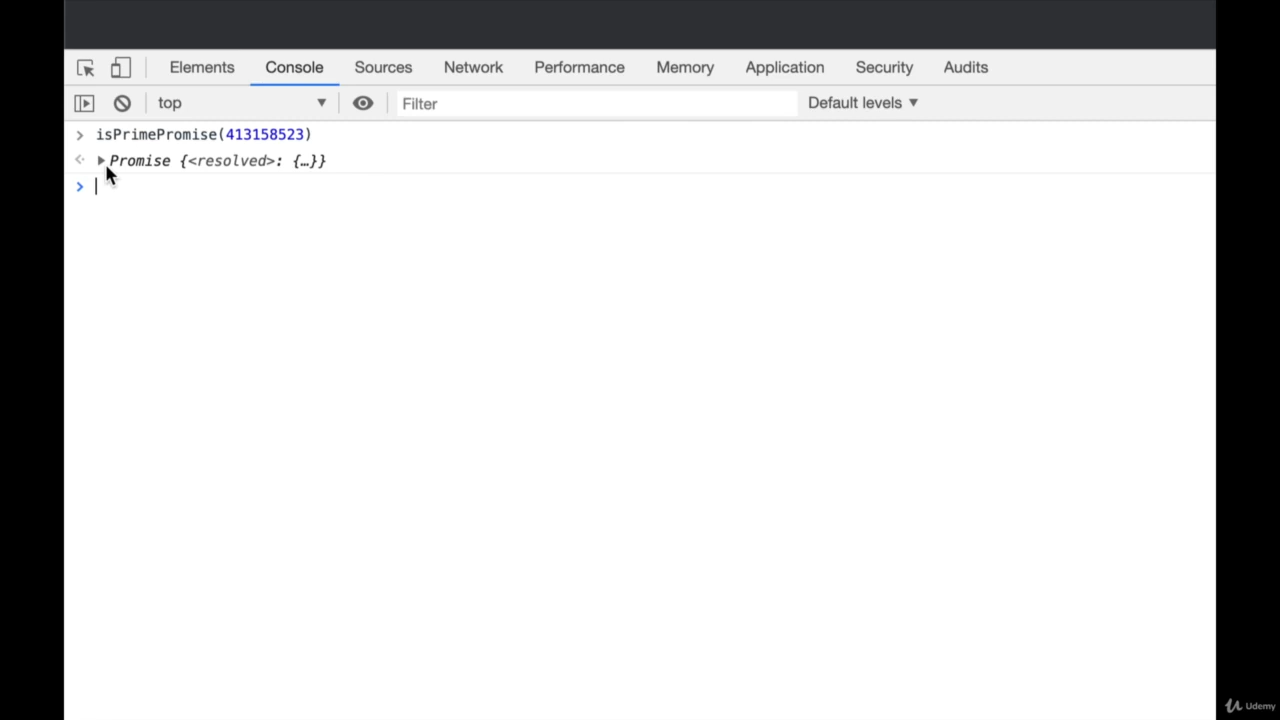 Elements Console Sources Network Performance Memory Application Security Audits
top ▼ Filter Default levels ▼
> isPrimePromise(413158523)
<· ▶ Promise {<resolved>: {…}}
>
Udemy